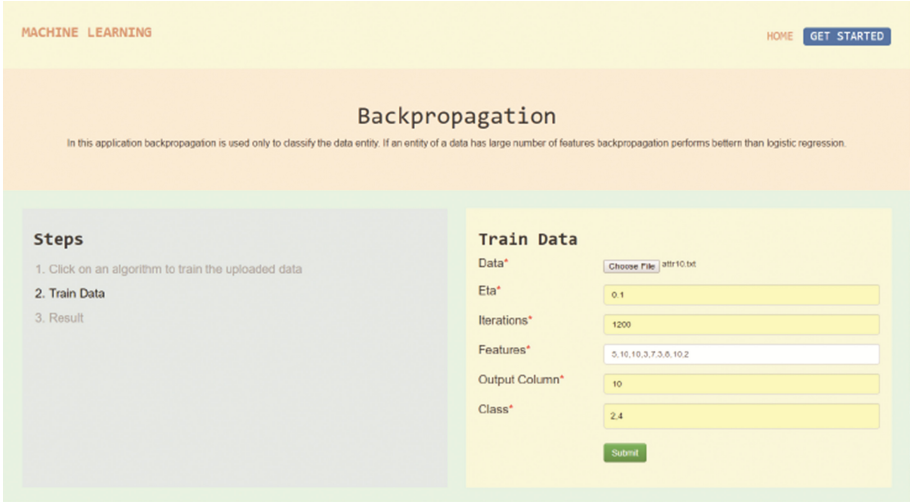 MACHINE LEARNING
HOME GET STARTED
Backpropagation
In this application backpropagation is used only to classify the data entity. If an entity of a data has large number of features backpropagation performs bettern than logistic regression.
Steps
1. Click on an algorithm to train the uploaded data
2. Train Data
3. Result
Train Data
Data* Choose File attr10.txt
Eta* 0.1
Iterations* 1200
Features* 5,10,10,3,7,3,8,10,2
Output Column* 10
Class* 2,4
Submit